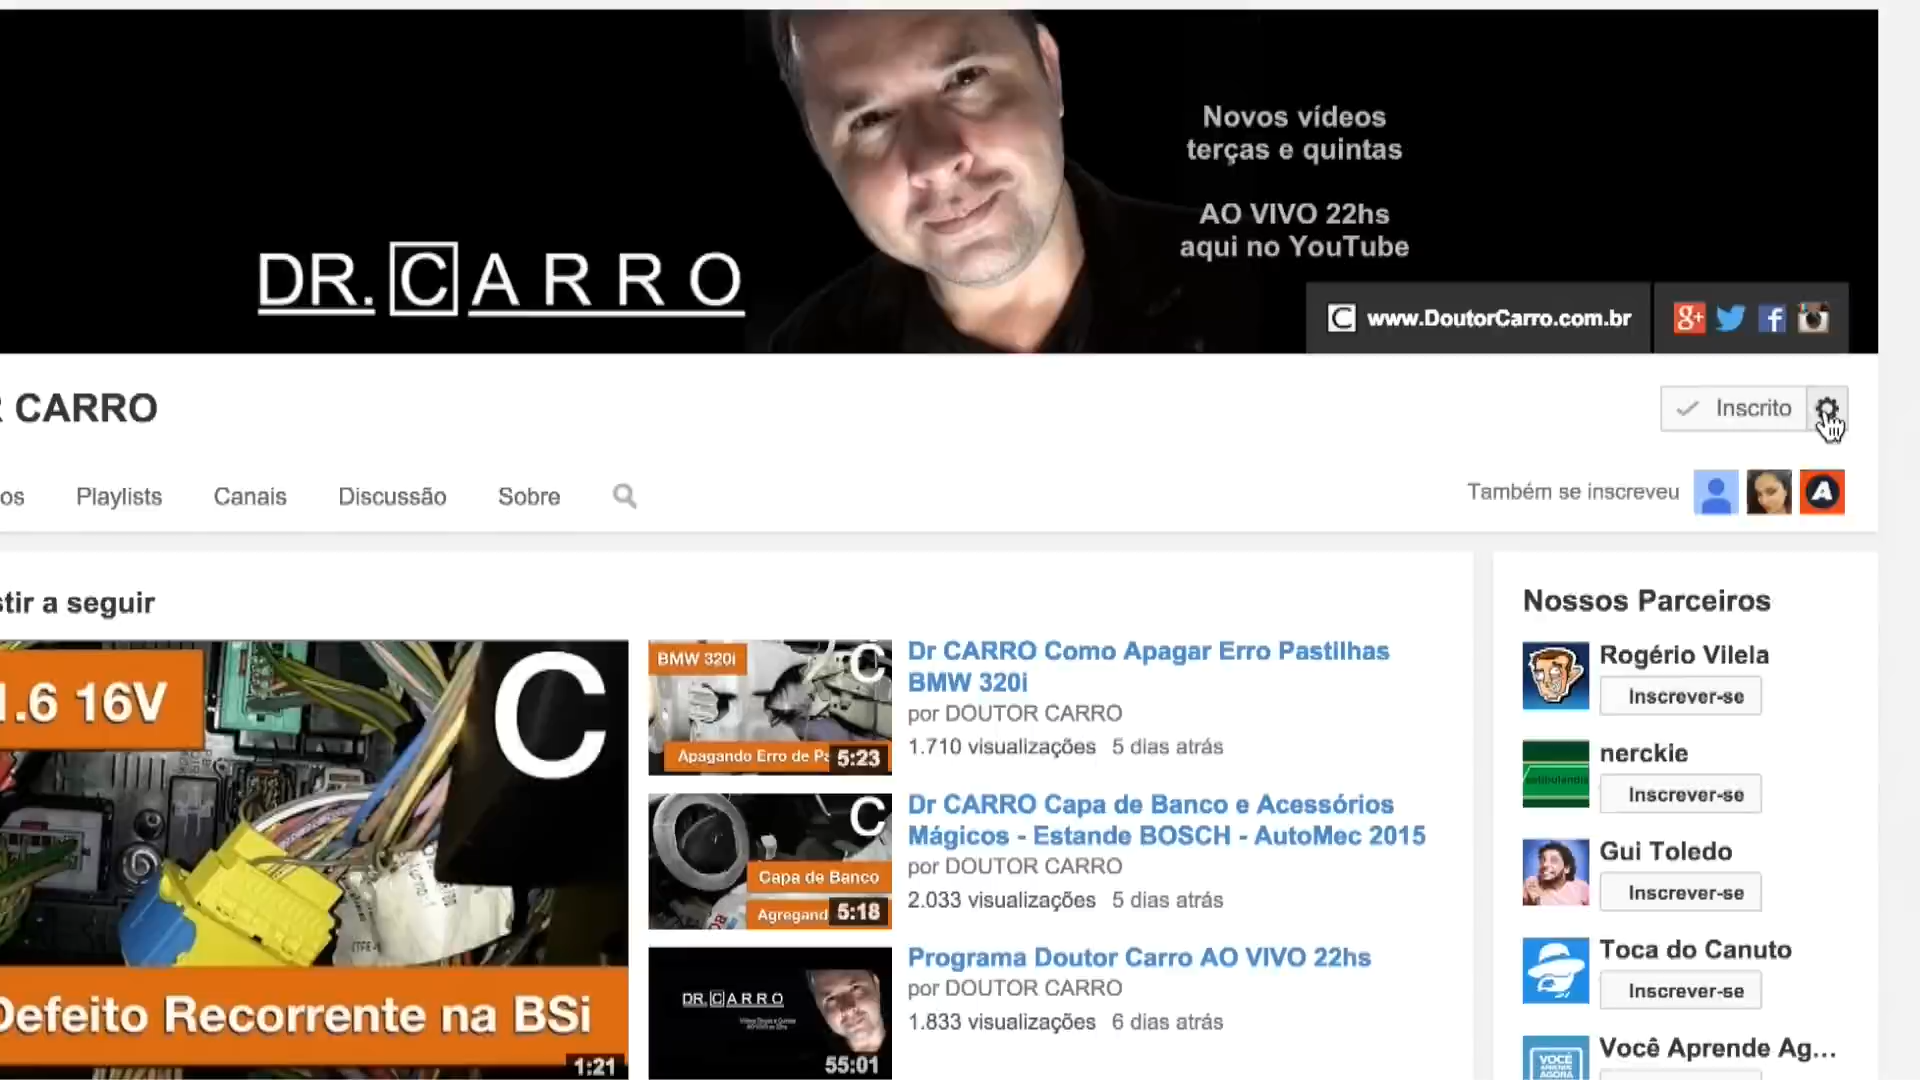 Novos vídeos
terças e quintas
AO VIVO 22hs
aqui no YouTube
DR. CARRO
C www.DoutorCarro.com.br
CARRO
Inscrito
Playlists Canais Discussão Sobre
Também se inscreveu
A
tir a seguir
1.6 16V
C
Defeito Recorrente na BSi
1:21
BMW 320i
C
Apagando Erro de Pa
5:23
Dr CARRO Como Apagar Erro Pastilhas
BMW 320i
por DOUTOR CARRO
1.710 visualizações 5 dias atrás
C
Capa de Banco
Agregand
5:18
Dr CARRO Capa de Banco e Acessórios
Mágicos - Estande BOSCH - AutoMec 2015
por DOUTOR CARRO
2.033 visualizações 5 dias atrás
DR. CARRO
55:01
Programa Doutor Carro AO VIVO 22hs
por DOUTOR CARRO
1.833 visualizações 6 dias atrás
Nossos Parceiros
Rogério Vilela
Inscrever-se
nerckie
Inscrever-se
Gui Toledo
Inscrever-se
Toca do Canuto
Inscrever-se
VOCÊ
APRENDE
AGORA
Você Aprende Ag...